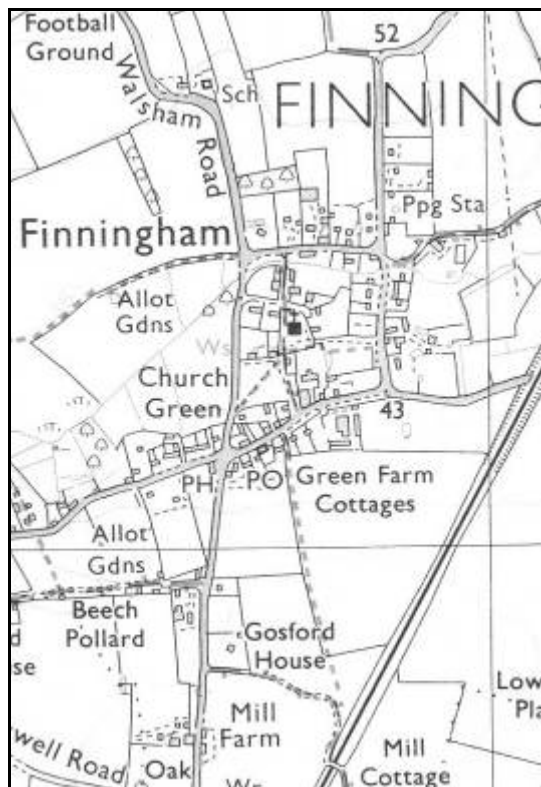 Football
Ground
52
Walsham Road
Sch
FINNING
Ppg Sta
Finningham
Allot
Gdns
Church
Green
43
PH
PO
Green Farm
Cottages
Allot
Gdns
Beech
Pollard
Gosford
House
se
Low
Pla
Mill
Farm
well Road
Oak
Mill
Cottage